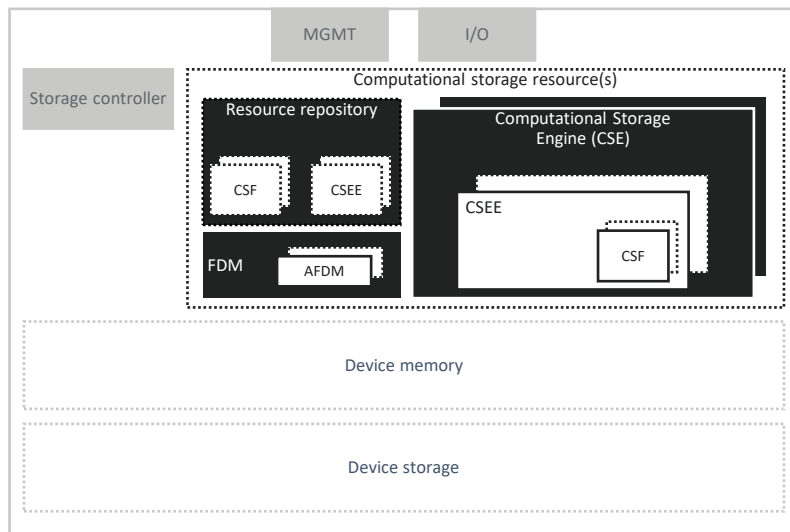 MGMT
I/O
Storage controller
Computational storage resource(s)
Resource repository
CSF
CSEE
Computational Storage
Engine (CSE)
CSEE
CSF
FDM
AFDM
Device memory
Device storage